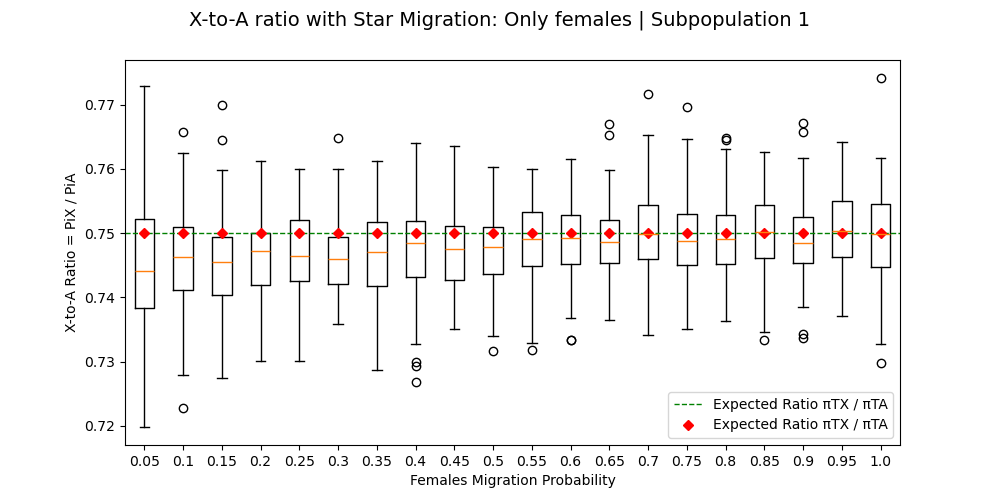 X-to-A ratio with Star Migration: Only females | Subpopulation 1
X-to-A Ratio = PiX / PiA
0.77
0.76
0.75
0.74
0.73
0.72
Expected Ratio πTX / πTA
Expected Ratio πTX / πTA
0.05 0.1 0.15 0.2 0.25 0.3 0.35 0.4 0.45 0.5 0.55 0.6 0.65 0.7 0.75 0.8 0.85 0.9 0.95 1.0
Females Migration Probability